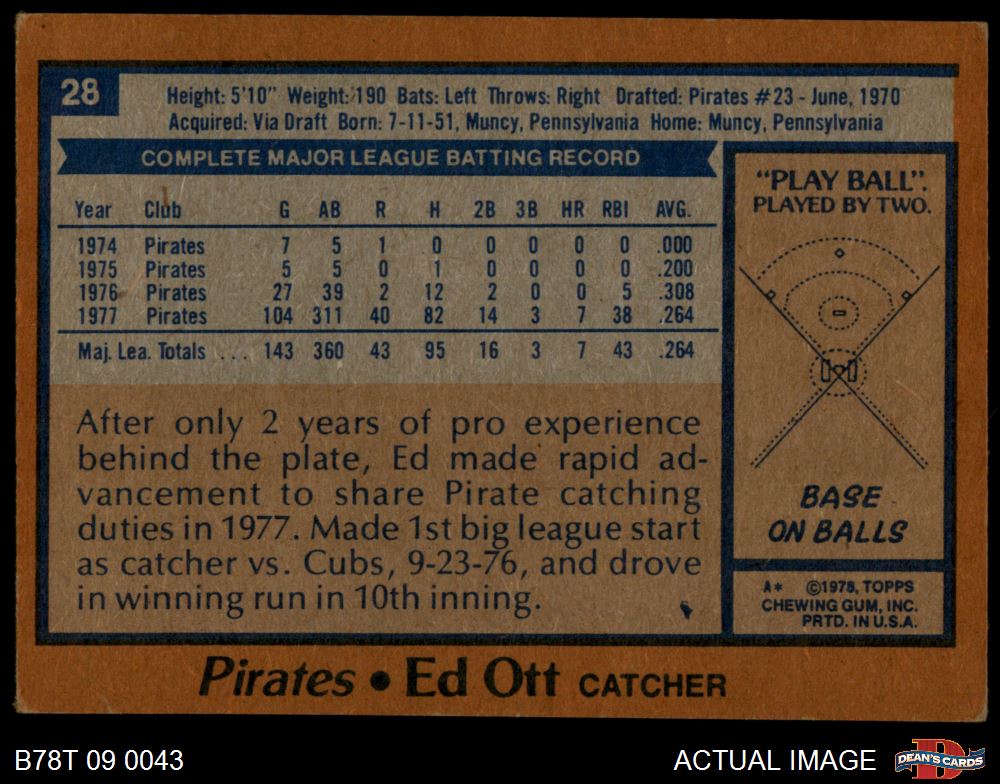 28
Height: 5'10" Weight: 190 Bats: Left Throws: Right Drafted: Pirates #23 - June, 1970
Acquired: Via Draft Born: 7-11-51, Muncy, Pennsylvania Home: Muncy, Pennsylvania
COMPLETE MAJOR LEAGUE BATTING RECORD
Year Club G AB R H 2B 3B HR RBI AVG.
1974 Pirates 7 5 1 0 0 0 0 0 .000
1975 Pirates 5 5 0 1 0 0 0 0 .200
1976 Pirates 27 39 2 12 2 0 0 5 .308
1977 Pirates 104 311 40 82 14 3 7 38 .264
Maj. Lea. Totals ... 143 360 43 95 16 3 7 43 .264
After only 2 years of pro experience
behind the plate, Ed made rapid ad-
vancement to share Pirate catching
duties in 1977. Made 1st big league start
as catcher vs. Cubs, 9-23-76, and drove
in winning run in 10th inning.
"PLAY BALL".
PLAYED BY TWO.
BASE
ON BALLS
A* ©1978, TOPPS
CHEWING GUM, INC.
PRTD. IN U.S.A.
Pirates • Ed Ott CATCHER
B78T 09 0043
ACTUAL IMAGE
D
DEAN'S CARDS